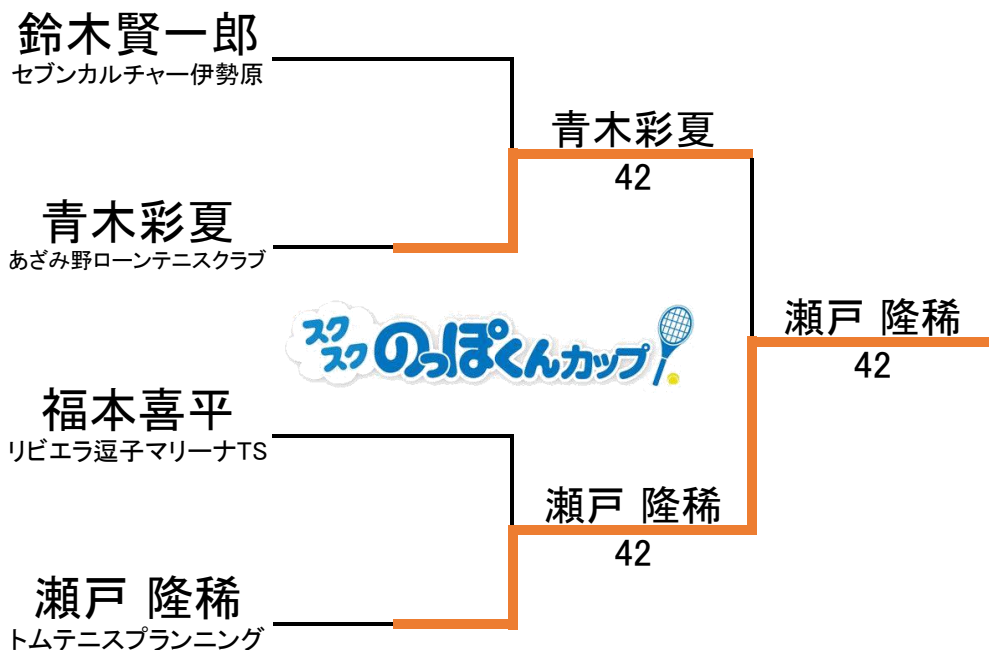 鈴木賢一郎
セブンカルチャー伊勢原
青木彩夏
42
青木彩夏
あざみ野ローンテニスクラブ
スク
スク のっぽくんカップ
瀬戸 隆稀
42
福本喜平
リビエラ逗子マリーナTS
瀬戸 隆稀
42
瀬戸 隆稀
トムテニスプランニング